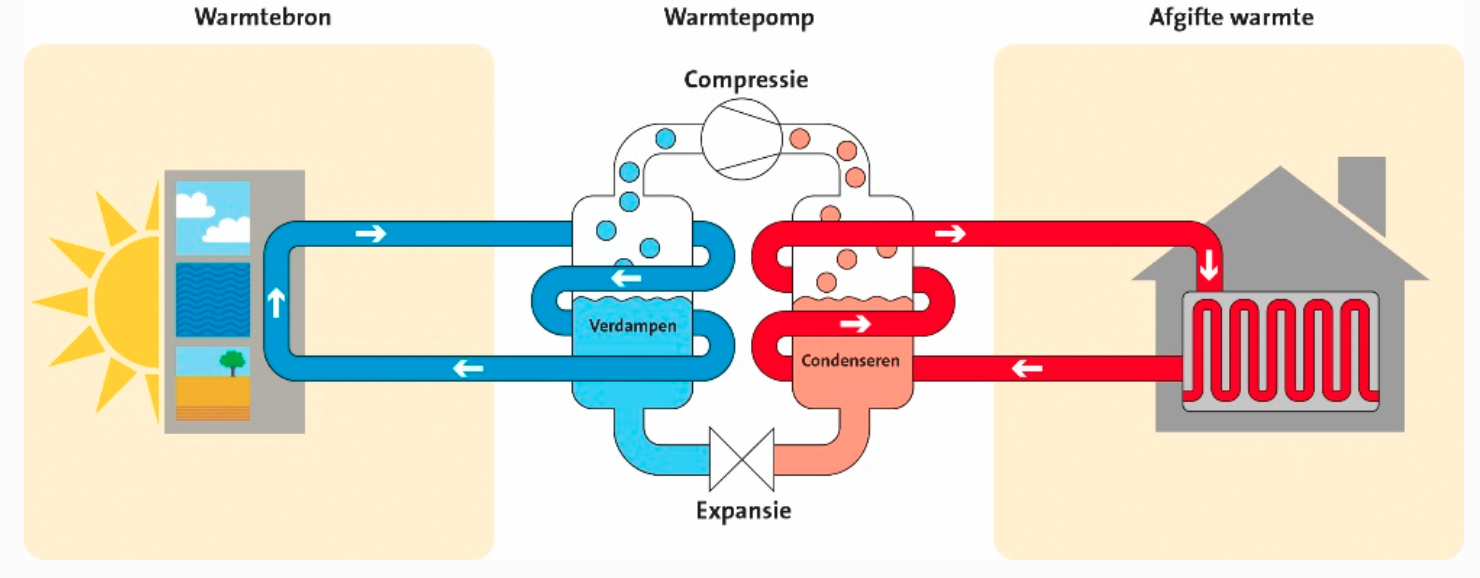 Warmtebron
Warmtepomp
Afgifte warmte
Compressie
Verdampen
Condenseren
Expansie